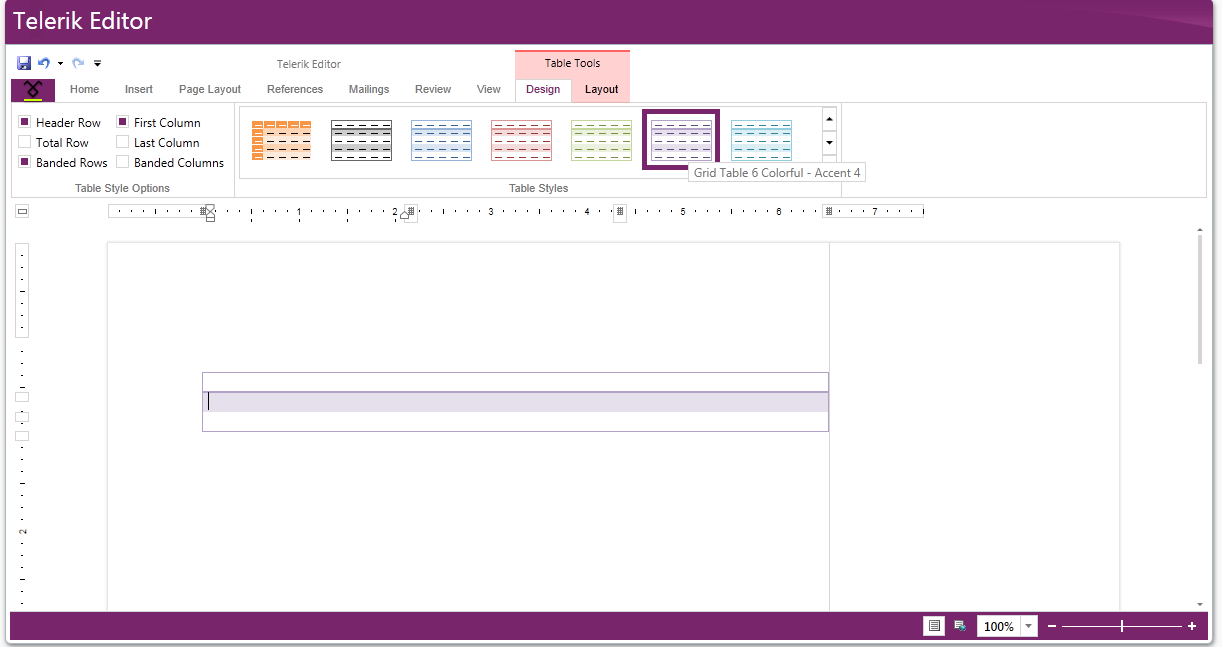 Telerik Editor
Telerik Editor
Table Tools
Home Insert Page Layout References Mailings Review View Design Layout
Header Row First Column
Total Row Last Column
Banded Rows Banded Columns
Table Style Options
Table Styles
Grid Table 6 Colorful - Accent 4
1 2 3 4 5 6 7
2
100%